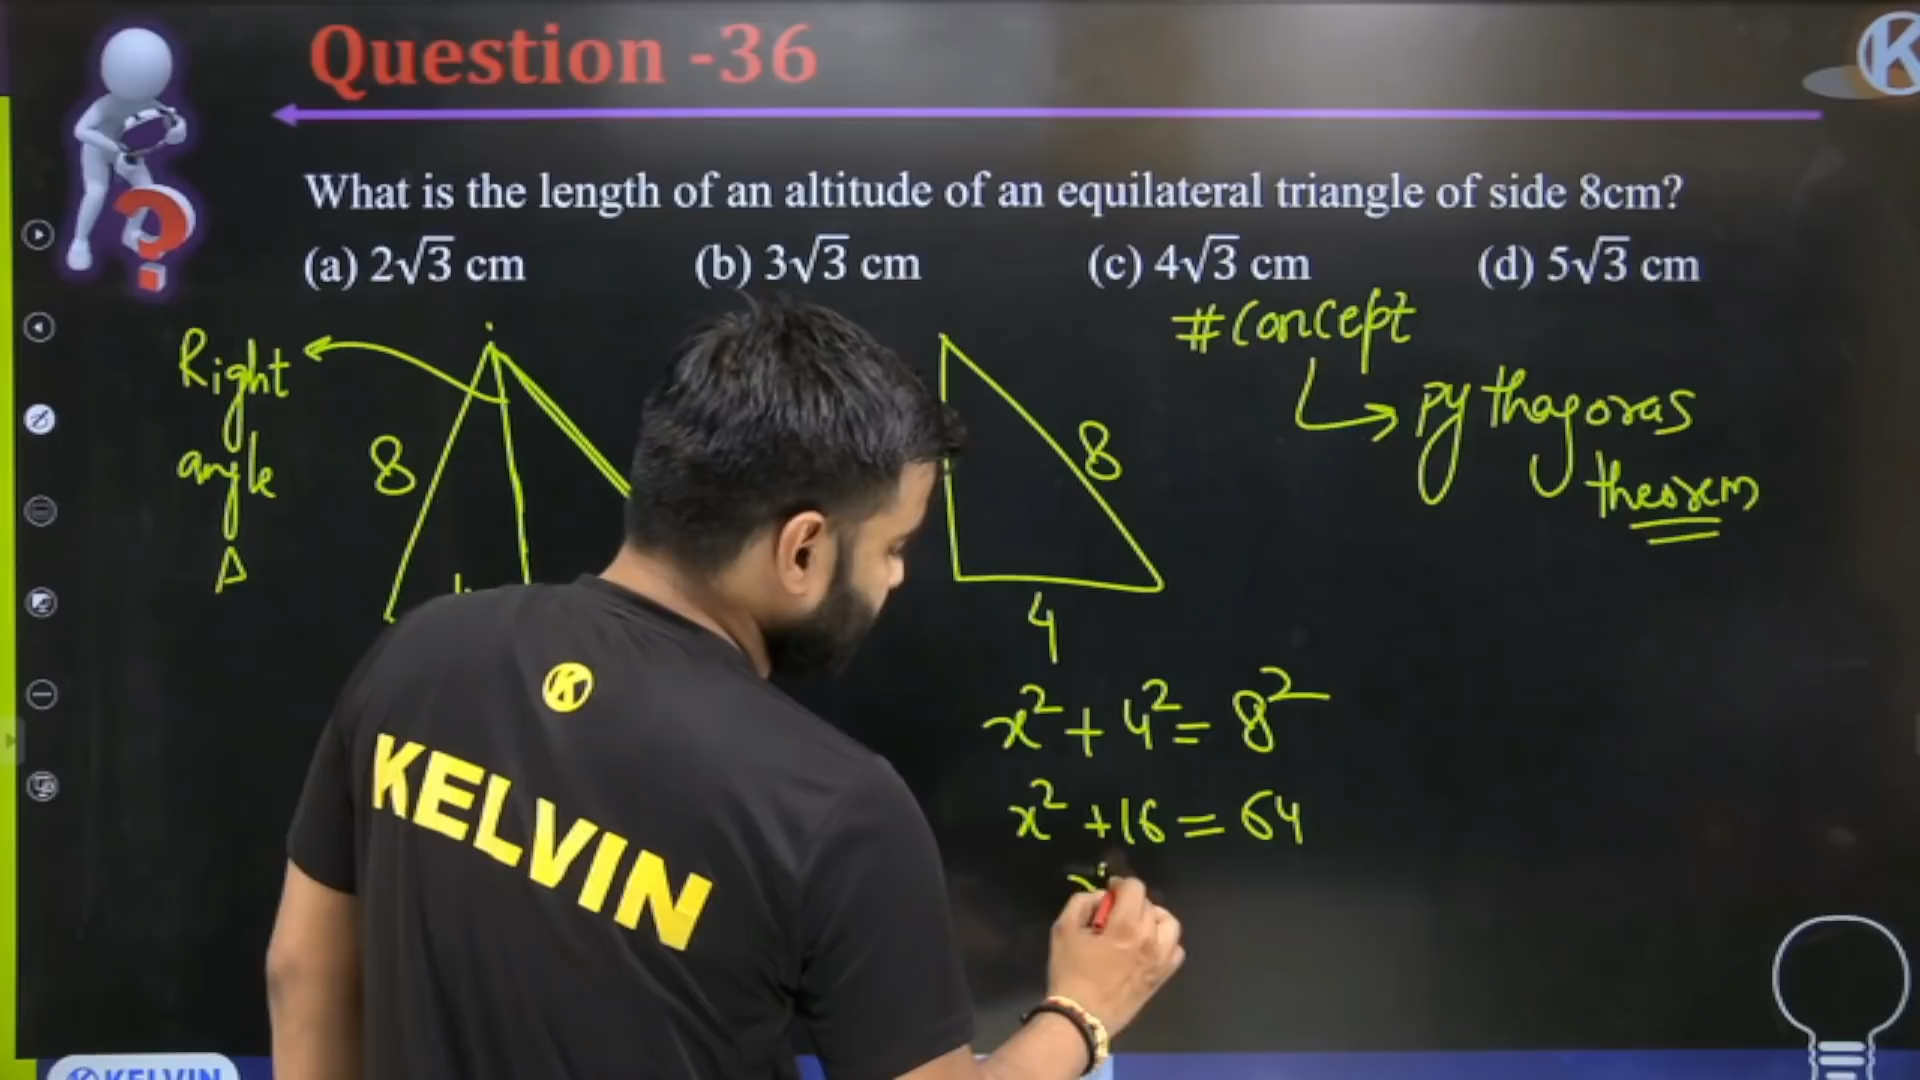 Question -36
What is the length of an altitude of an equilateral triangle of side 8cm?
(a) 2√3 cm (b) 3√3 cm (c) 4√3 cm (d) 5√3 cm
#concept
pythagoras
theorem
Right
angle
Δ
8
8
4
x² + 4² = 8²
x² + 16 = 64
K
K
KELVIN
KELVIN